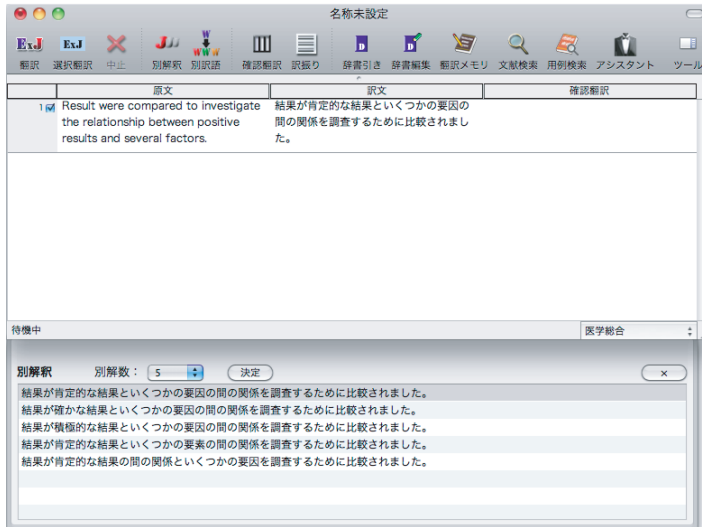 名称未設定
翻訳 選択翻訳 中止 別解釈 別訳語 確認翻訳 訳振り 辞書引き 辞書編集 翻訳メモリ 文献検索 用例検索 アシスタント ツール
原文 訳文 確認翻訳
1 Result were compared to investigate
the relationship between positive
results and several factors.
結果が肯定的な結果といくつかの要因の
間の関係を調査するために比較されまし
た。
待機中 医学総合
別解釈 別解数： 5 決定 ×
結果が肯定的な結果といくつかの要因の間の関係を調査するために比較されました。
結果が確かな結果といくつかの要因の間の関係を調査するために比較されました。
結果が積極的な結果といくつかの要因の間の関係を調査するために比較されました。
結果が肯定的な結果といくつかの要素の間の関係を調査するために比較されました。
結果が肯定的な結果の間の関係といくつかの要因を調査するために比較されました。